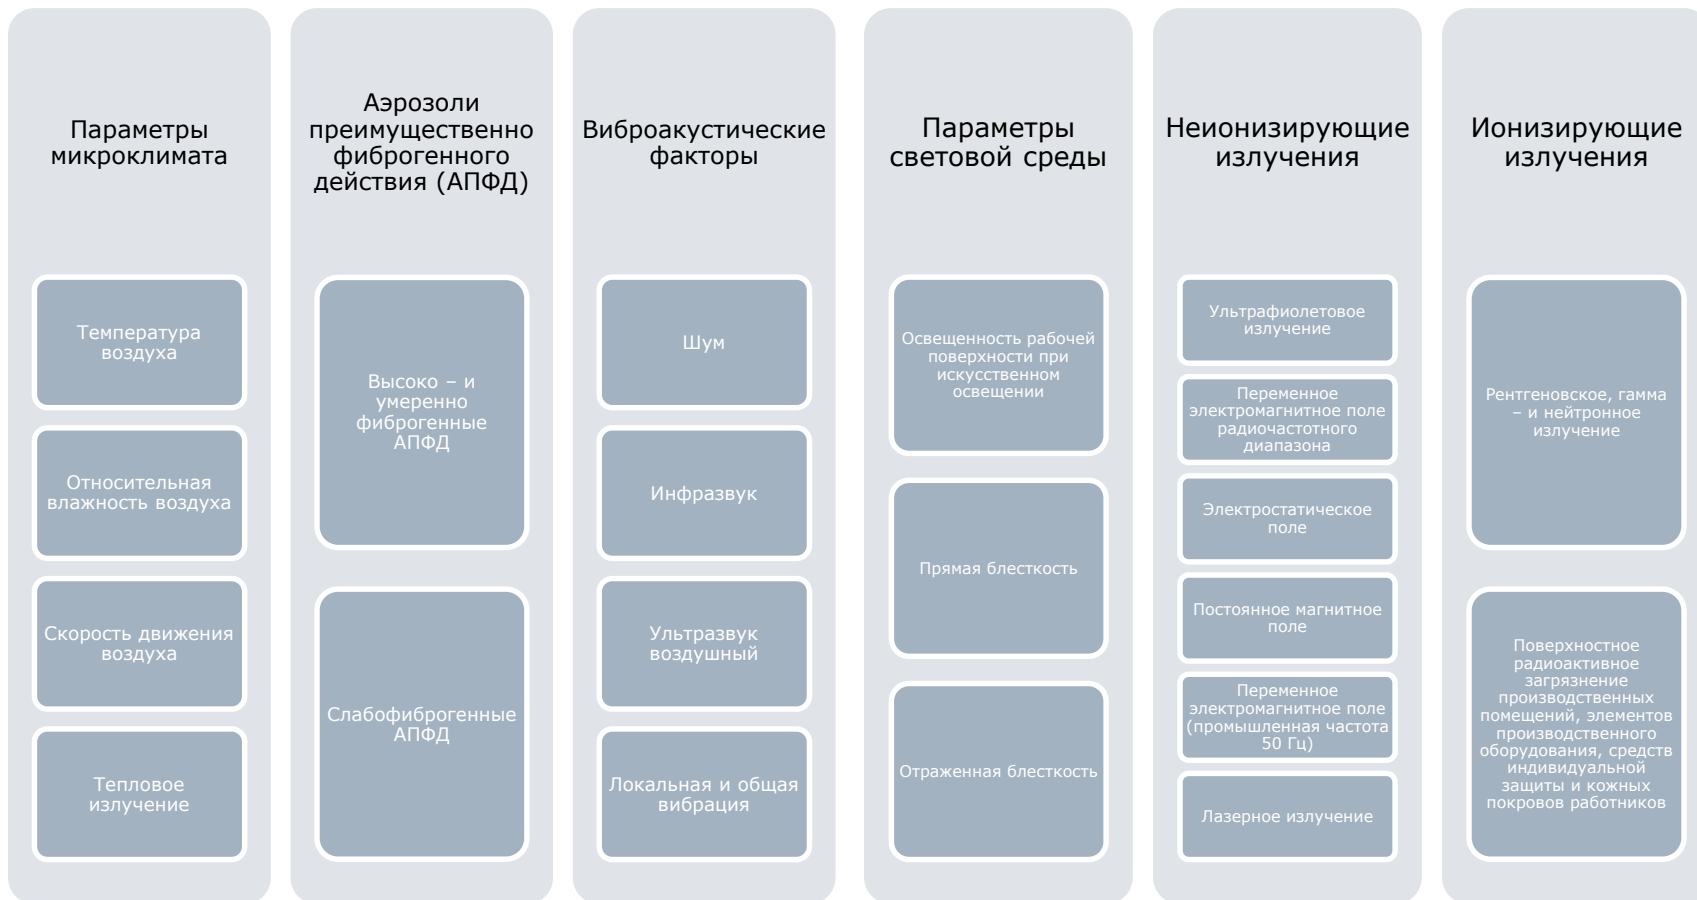 Параметры
микроклимата
Температура
воздуха
Относительная
влажность воздуха
Скорость движения
воздуха
Тепловое
излучение
Аэрозоли
преимущественно
фиброгенного
действия (АПФД)
Высоко – и
умеренно
фиброгенные
АПФД
Слабофиброгенные
АПФД
Виброакустические
факторы
Шум
Инфразвук
Ультразвук
воздушный
Локальная и общая
вибрация
Параметры
световой среды
Освещенность рабочей
поверхности при
искусственном
освещении
Прямая блесткость
Отраженная блесткость
Неионизирующие
излучения
Ультрафиолетовое
излучение
Переменное
электромагнитное поле
радиочастотного
диапазона
Электростатическое
поле
Постоянное магнитное
поле
Переменное
электромагнитное поле
(промышленная частота
50 Гц)
Лазерное излучение
Ионизирующие
излучения
Рентгеновское, гамма
– и нейтронное
излучение
Поверхностное
радиоактивное
загрязнение
производственных
помещений, элементов
производственного
оборудования, средств
индивидуальной
защиты и кожных
покровов работников